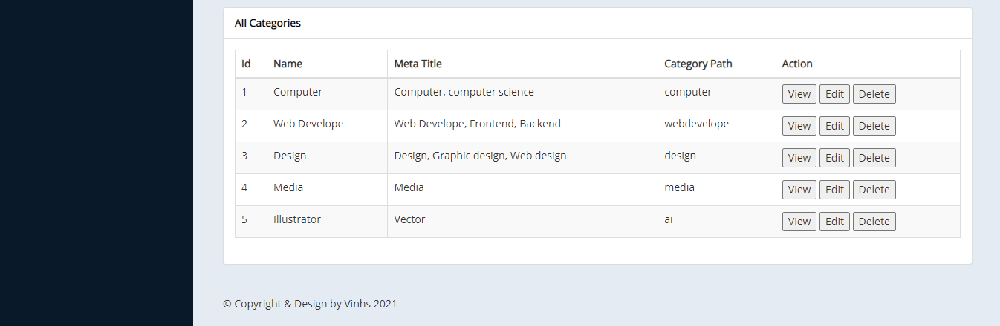 All Categories
Id Name Meta Title Category Path Action
1 Computer Computer, computer science computer View Edit Delete
2 Web Develope Web Develope, Frontend, Backend webdevelope View Edit Delete
3 Design Design, Graphic design, Web design design View Edit Delete
4 Media Media media View Edit Delete
5 Illustrator Vector ai View Edit Delete
© Copyright & Design by Vinhs 2021